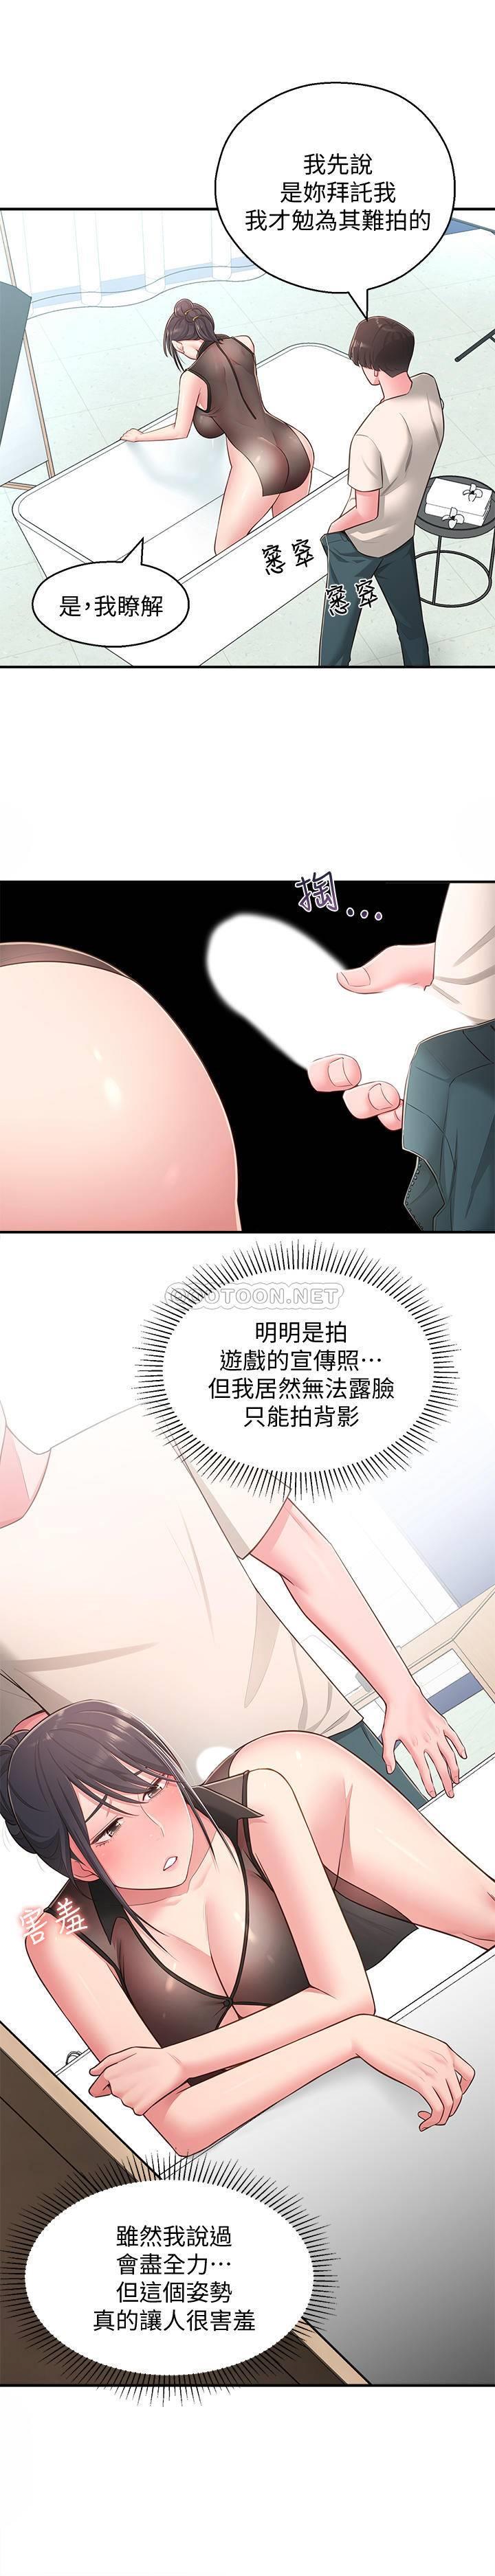 我先說
是妳拜託我
我才勉為其難拍的
窸窣
窸窣
是，我瞭解
掏…
TOON.NET
明明是拍
遊戲的宣傳照…
但我居然無法露臉
只能拍背影
害羞
雖然我說過
會盡全力…
但這個姿勢
真的讓人很害羞